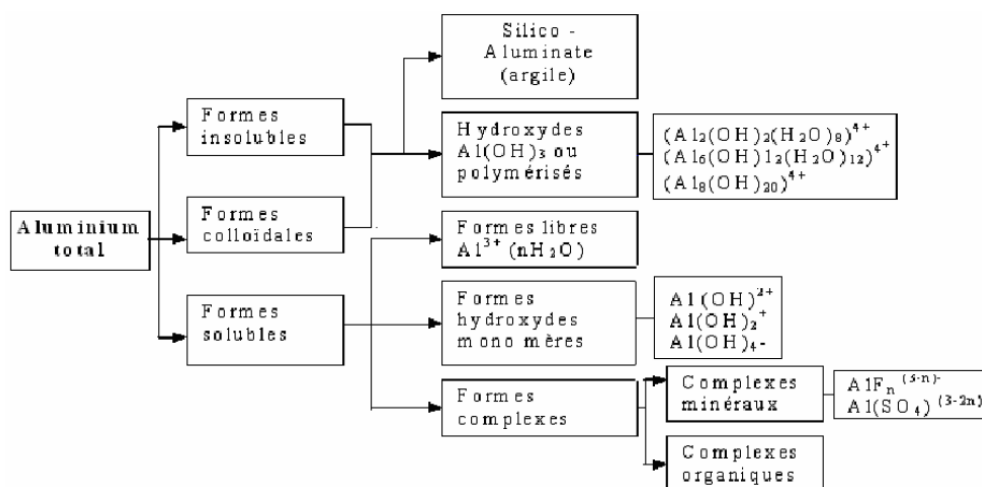 Silico -
Aluminate
(argile)
Formes
insolubles
Hydroxydes
Al(OH)₃ ou
polymérisés
(Al₂(OH)₂(H₂O)₈)⁴⁺
(Al₆(OH)1₂(H₂O)₁₂)⁴⁺
(Al₈(OH)₂₀)⁴⁺
Aluminium
total
Formes
colloïdales
Formes libres
Al³⁺ (nH₂O)
Formes
solubles
Formes
hydroxydes
mono mères
Al(OH)²⁺
Al(OH)₂⁺
Al(OH)₄-
Formes
complexes
Complexes
minéraux
AlFₙ⁽³⁻ⁿ⁾⁻
Al(SO₄)⁽³⁻²ⁿ⁾
Complexes
organiques